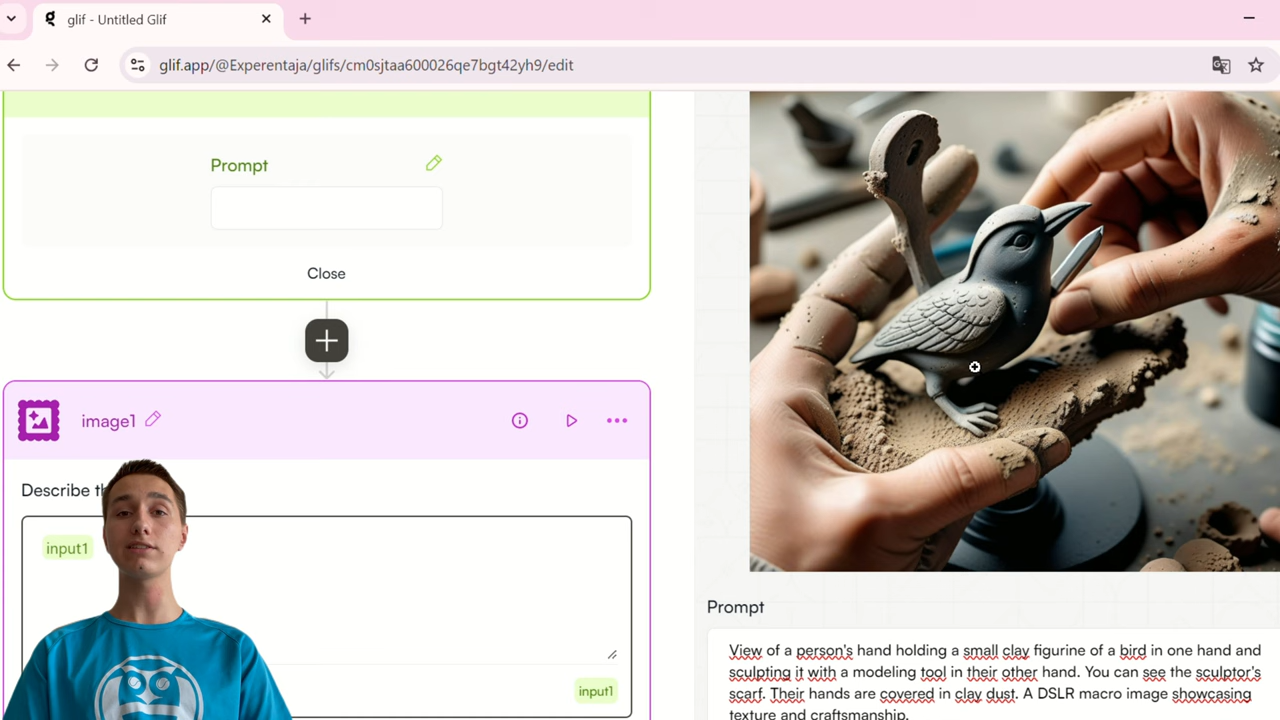 glif - Untitled Glif
glif.app/@Experentaja/glifs/cm0sjtaa600026qe7bgt42yh9/edit
Prompt
Close
image1
Describe th
input1
input1
Prompt
View of a person's hand holding a small clay figurine of a bird in one hand and
sculpting it with a modeling tool in their other hand. You can see the sculptor's
scarf. Their hands are covered in clay dust. A DSLR macro image showcasing
texture and craftsmanship.